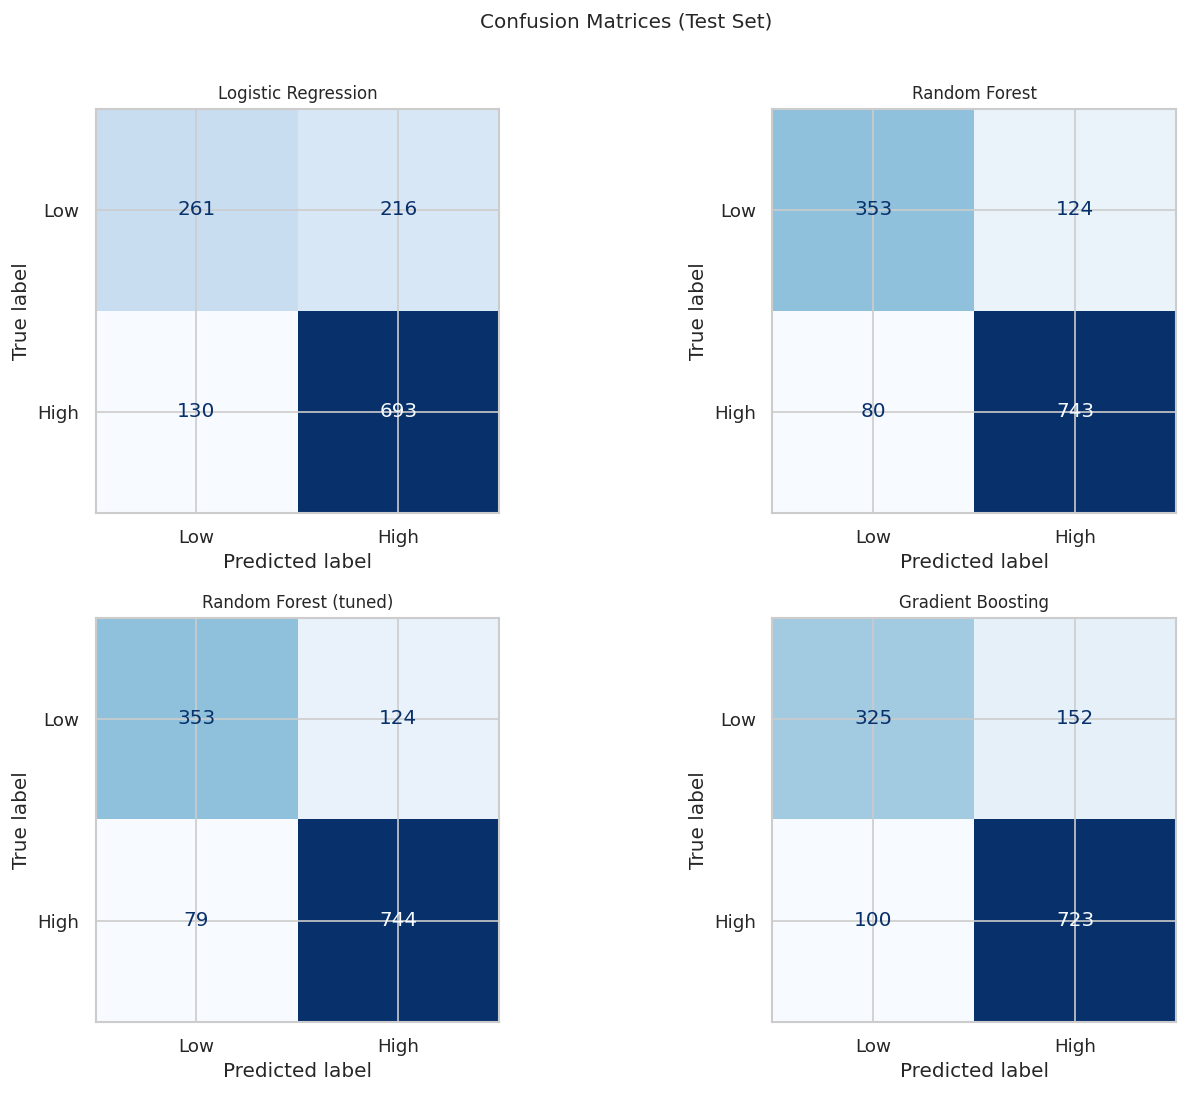 Confusion Matrices (Test Set)
Logistic Regression
True label
Low
261
216
High
130
693
Low
High
Predicted label
Random Forest
True label
Low
353
124
High
80
743
Low
High
Predicted label
Random Forest (tuned)
True label
Low
353
124
High
79
744
Low
High
Predicted label
Gradient Boosting
True label
Low
325
152
High
100
723
Low
High
Predicted label